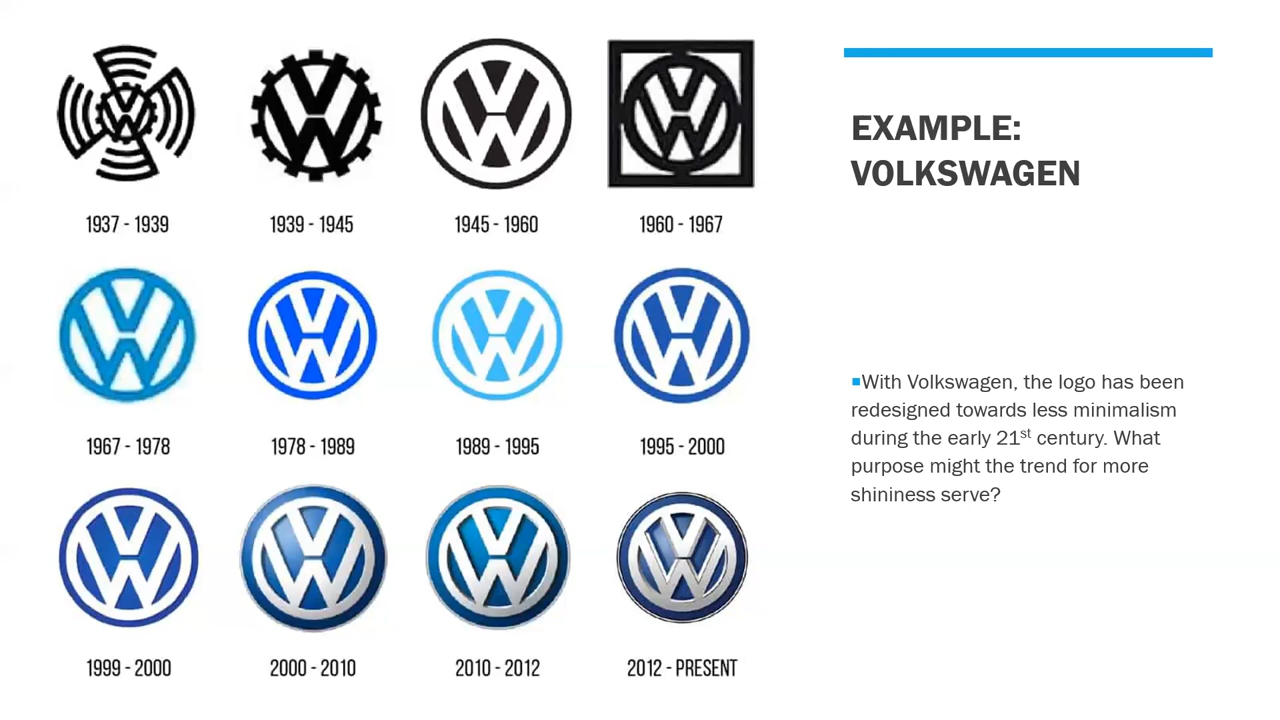 1937 - 1939
1939 - 1945
1945 - 1960
1960 - 1967
1967 - 1978
1978 - 1989
1989 - 1995
1995 - 2000
1999 - 2000
2000 - 2010
2010 - 2012
2012 - PRESENT
EXAMPLE:
VOLKSWAGEN
▪With Volkswagen, the logo has been
redesigned towards less minimalism
during the early 21st century. What
purpose might the trend for more
shininess serve?